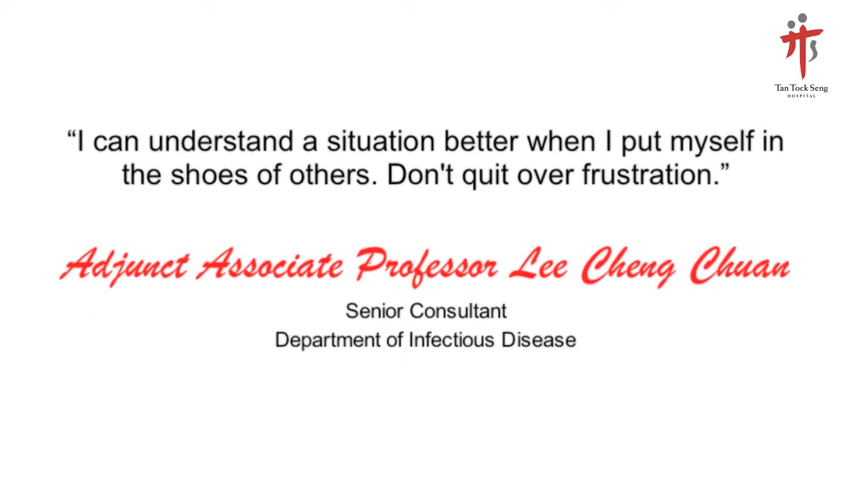 TAN TOCK SENG
HOSPITAL
“I can understand a situation better when I put myself in
the shoes of others. Don't quit over frustration.”
Adjunct Associate Professor Lee Cheng Chuan
Senior Consultant
Department of Infectious Disease